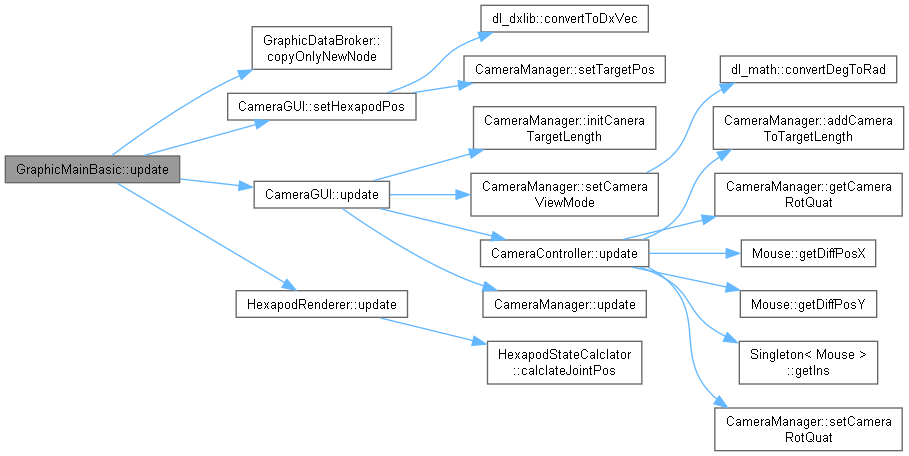 GraphicMainBasic::update
GraphicDataBroker::
copyOnlyNewNode
CameraGUI::setHexapodPos
dl_dxlib::convertToDxVec
CameraManager::setTargetPos
CameraGUI::update
CameraManager::initCanera
TargetLength
CameraManager::setCamera
ViewMode
dl_math::convertDegToRad
CameraController::update
CameraManager::addCamera
ToTargetLength
CameraManager::getCamera
RotQuat
Mouse::getDiffPosX
Mouse::getDiffPosY
Singleton< Mouse >
::getIns
CameraManager::setCamera
RotQuat
CameraManager::update
HexapodRenderer::update
HexapodStateCalclator
::calclateJointPos